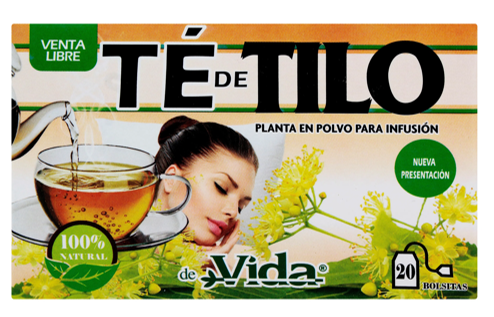 VENTA
LIBRE
TÉ DE TILO
PLANTA EN POLVO PARA INFUSIÓN
NUEVA
PRESENTACIÓN
100%
NATURAL
de Vida®
20
BOLSITAS